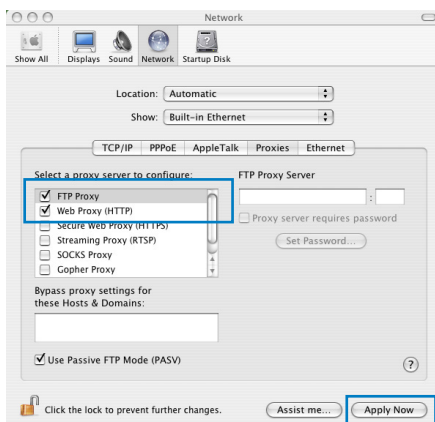 Network
Show All Displays Sound Network Startup Disk
Location: Automatic
Show: Built-in Ethernet
TCP/IP PPPoE AppleTalk Proxies Ethernet
Select a proxy server to configure:
FTP Proxy
Web Proxy (HTTP)
Secure Web Proxy (HTTPS)
Streaming Proxy (RTSP)
SOCKS Proxy
Gopher Proxy
FTP Proxy Server
:
Proxy server requires password
Set Password...
Bypass proxy settings for
these Hosts & Domains:
Use Passive FTP Mode (PASV)
?
Click the lock to prevent further changes.
Assist me...
Apply Now